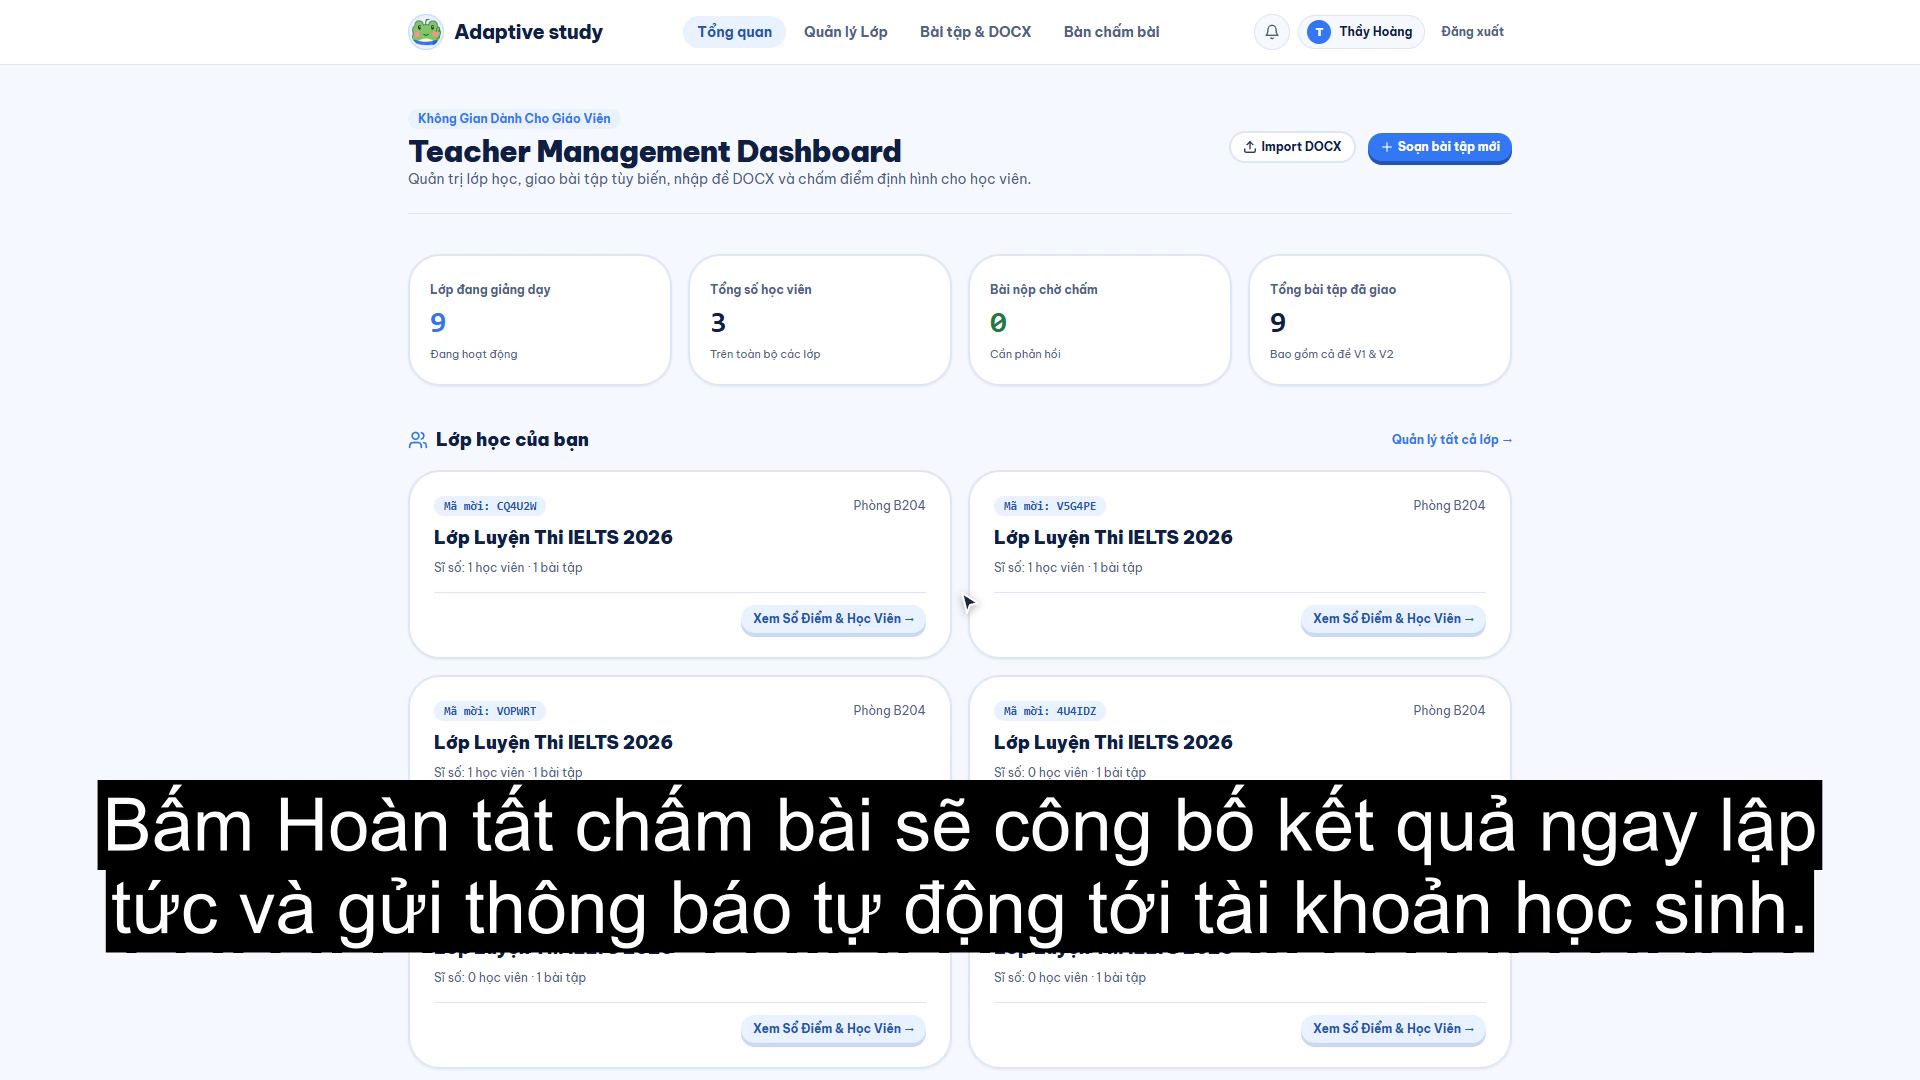 Adaptive study
Tổng quan
Quản lý Lớp
Bài tập & DOCX
Bàn chấm bài
T
Thầy Hoàng
Đăng xuất
Không Gian Dành Cho Giáo Viên
Teacher Management Dashboard
Quản trị lớp học, giao bài tập tùy biến, nhập đề DOCX và chấm điểm định hình cho học viên.
Import DOCX
+ Soạn bài tập mới
Lớp đang giảng dạy
9
Đang hoạt động
Tổng số học viên
3
Trên toàn bộ các lớp
Bài nộp chờ chấm
0
Cần phản hồi
Tổng bài tập đã giao
9
Bao gồm cả đề V1 & V2
Lớp học của bạn
Quản lý tất cả lớp →
Mã mời: CQ4U2W
Phòng B204
Lớp Luyện Thi IELTS 2026
Sĩ số: 1 học viên · 1 bài tập
Xem Sổ Điểm & Học Viên →
Mã mời: V5G4PE
Phòng B204
Lớp Luyện Thi IELTS 2026
Sĩ số: 1 học viên · 1 bài tập
Xem Sổ Điểm & Học Viên →
Mã mời: VOPWRT
Phòng B204
Lớp Luyện Thi IELTS 2026
Sĩ số: 1 học viên · 1 bài tập
Mã mời: 4U4IDZ
Phòng B204
Lớp Luyện Thi IELTS 2026
Sĩ số: 0 học viên · 1 bài tập
Bấm Hoàn tất chấm bài sẽ công bố kết quả ngay lập
tức và gửi thông báo tự động tới tài khoản học sinh.
Sĩ số: 0 học viên · 1 bài tập
Xem Sổ Điểm & Học Viên →
Sĩ số: 0 học viên · 1 bài tập
Xem Sổ Điểm & Học Viên →